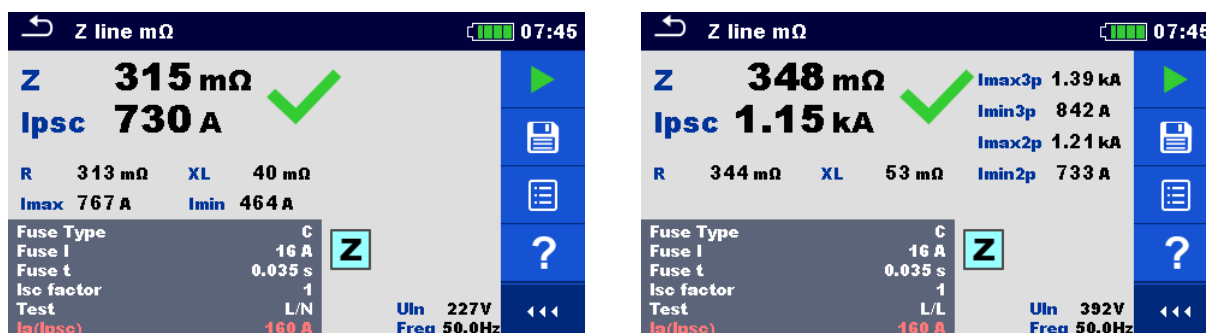 Z line mΩ 07:45
Z 315 mΩ
Ipsc 730 A
R 313 mΩ XL 40 mΩ
Imax 767 A Imin 464 A
Fuse Type C
Fuse I 16 A
Fuse t 0.035 s
Isc factor 1
Test L/N
Ia(Ipsc) 160 A
Z
Uln 227V
Freq 50.0Hz
?
Z line mΩ 07:45
Z 348 mΩ
Ipsc 1.15 kA
Imax3p 1.39 kA
Imin3p 842 A
Imax2p 1.21 kA
Imin2p 733 A
R 344 mΩ XL 53 mΩ
Fuse Type C
Fuse I 16 A
Fuse t 0.035 s
Isc factor 1
Test L/L
Ia(Ipsc) 160 A
Z
Uln 392V
Freq 50.0Hz
?